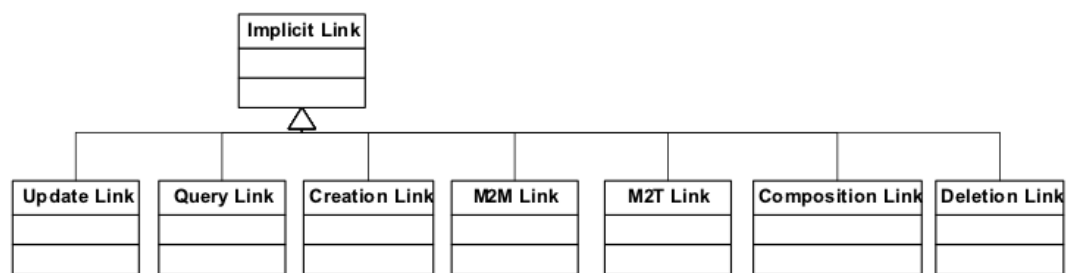 Implicit Link
Update Link
Query Link
Creation Link
M2M Link
M2T Link
Composition Link
Deletion Link